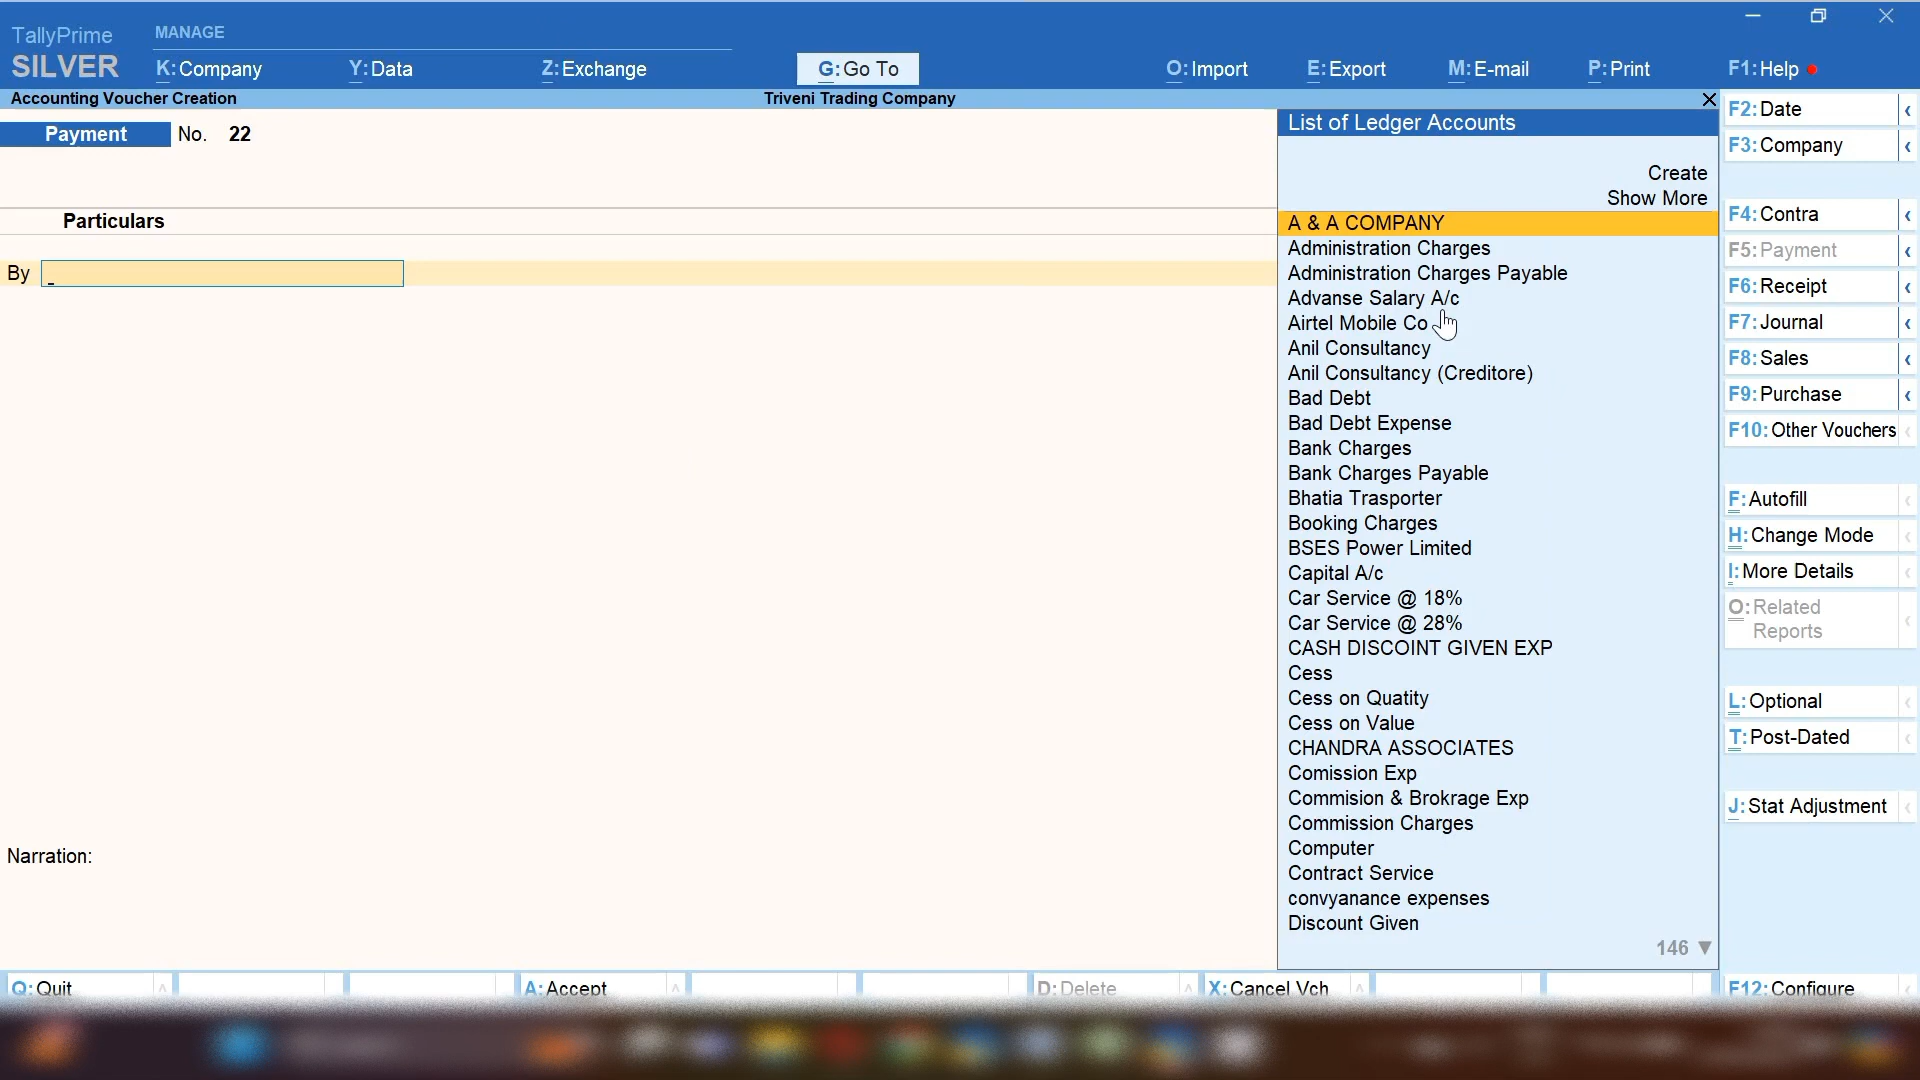 TallyPrime
SILVER
MANAGE
K: Company
Y: Data
Z: Exchange
G: Go To
O: Import
E: Export
M: E-mail
P: Print
F1: Help
Accounting Voucher Creation
Triveni Trading Company
Payment No. 22
Particulars
By
Narration:
List of Ledger Accounts
Create
Show More
A & A COMPANY
Administration Charges
Administration Charges Payable
Advanse Salary A/c
Airtel Mobile Co
Anil Consultancy
Anil Consultancy (Creditore)
Bad Debt
Bad Debt Expense
Bank Charges
Bank Charges Payable
Bhatia Trasporter
Booking Charges
BSES Power Limited
Capital A/c
Car Service @ 18%
Car Service @ 28%
CASH DISCOINT GIVEN EXP
Cess
Cess on Quatity
Cess on Value
CHANDRA ASSOCIATES
Comission Exp
Commision & Brokrage Exp
Commission Charges
Computer
Contract Service
convyanance expenses
Discount Given
146
F2: Date
F3: Company
F4: Contra
F5: Payment
F6: Receipt
F7: Journal
F8: Sales
F9: Purchase
F10: Other Vouchers
F: Autofill
H: Change Mode
I: More Details
O: Related
Reports
L: Optional
T: Post-Dated
J: Stat Adjustment
F12: Configure
Q: Quit
A: Accept
D: Delete
X: Cancel Vch